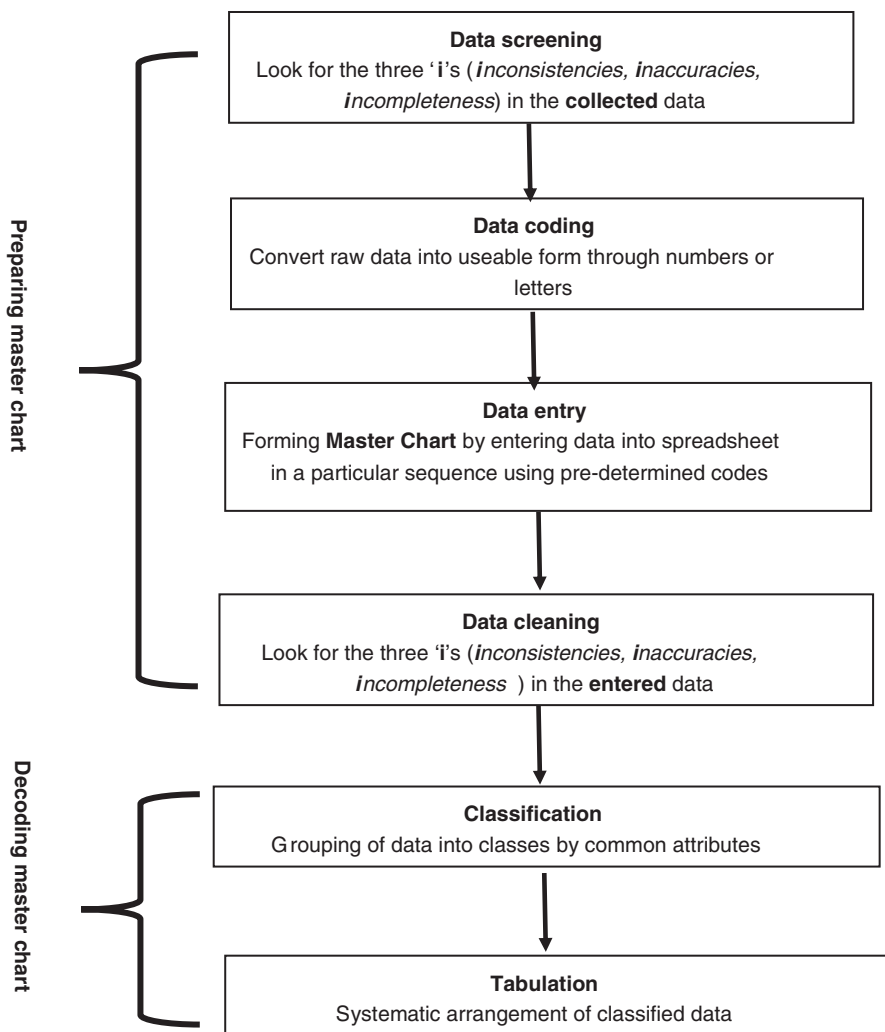 Data screening
Look for the three 'i's (inconsistencies, inaccuracies,
incompleteness) in the collected data
Data coding
Convert raw data into useable form through numbers or
letters
Preparing master chart
Data entry
Forming Master Chart by entering data into spreadsheet
in a particular sequence using pre-determined codes
Data cleaning
Look for the three 'i's (inconsistencies, inaccuracies,
incompleteness ) in the entered data
Decoding master chart
Classification
Grouping of data into classes by common attributes
Tabulation
Systematic arrangement of classified data